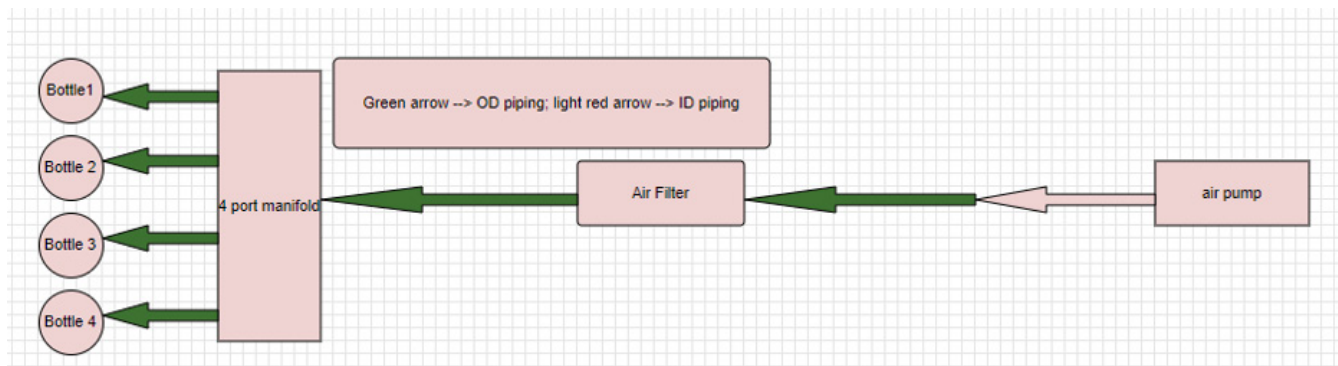 Bottle1
Green arrow --> OD piping; light red arrow --> ID piping
Bottle 2
Air Filter
air pump
4 port manifold
Bottle 3
Bottle 4